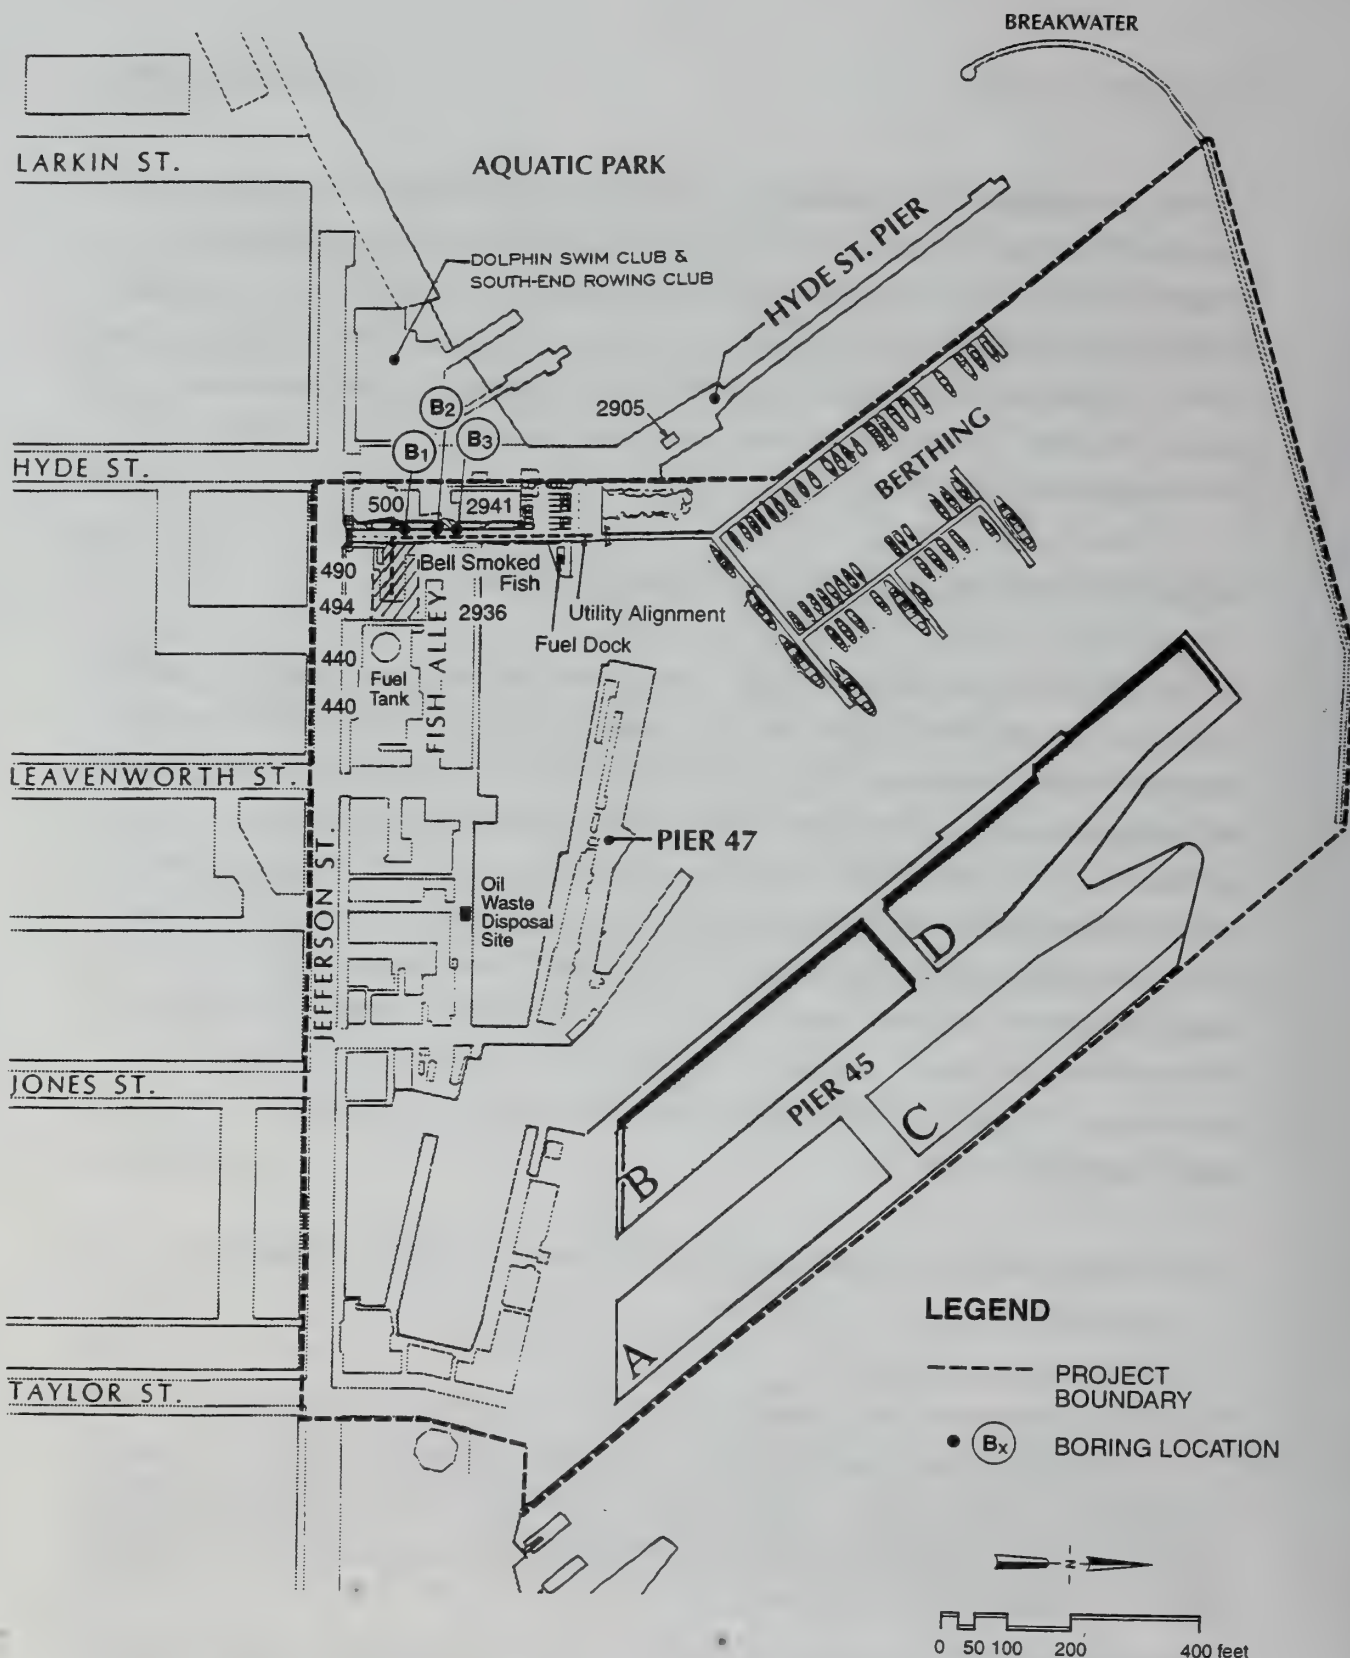 BREAKWATER
LARKIN ST.
AQUATIC PARK
DOLPHIN SWIM CLUB &
SOUTH-END ROWING CLUB
HYDE ST. PIER
B2
2905
B3
B1
HYDE ST.
BERTHING
500
2941
490
Bell Smoked
Fish
494
2936
Utility Alignment
Fuel Dock
440
Fuel
Tank
440
FISH ALLEY
LEAVENWORTH ST.
JEFFERSON ST.
PIER 47
Oil
Waste
Disposal
Site
D
JONES ST.
PIER 45
C
B
A
TAYLOR ST.
LEGEND
PROJECT
BOUNDARY
Bx
BORING LOCATION
N
0 50 100 200 400 feet